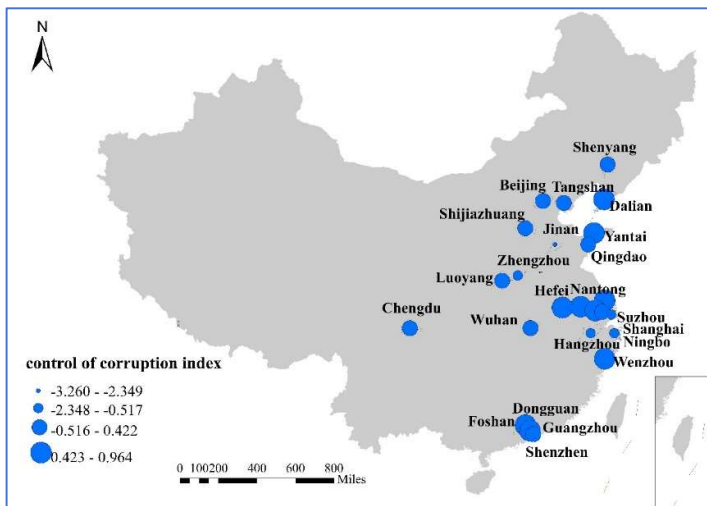 N
Shenyang
Beijing Tangshan
Dalian
Shijiazhuang
Jinan
Yantai
Qingdao
Zhengzhou
Luoyang
Hefei Nantong
Chengdu
Wuhan
Suzhou
Shanghai
Hangzhou Ningbo
Wenzhou
control of corruption index
-3.260 - -2.349
-2.348 - -0.517
-0.516 - 0.422
0.423 - 0.964
Dongguan
Foshan Guangzhou
Shenzhen
0 100200 400 600 800
Miles